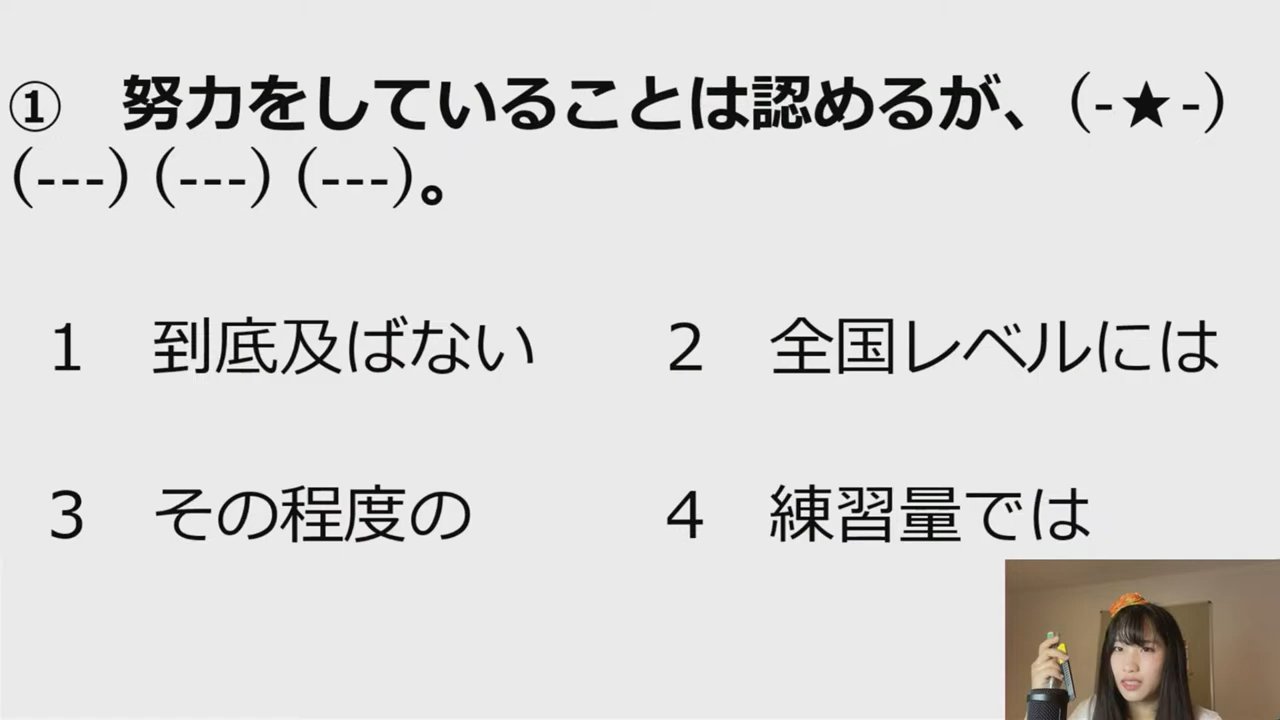 ① 努力をしていることは認めるが、(-★-)
(---) (---) (---)。
1 到底及ばない 2 全国レベルには
3 その程度の 4 練習量では